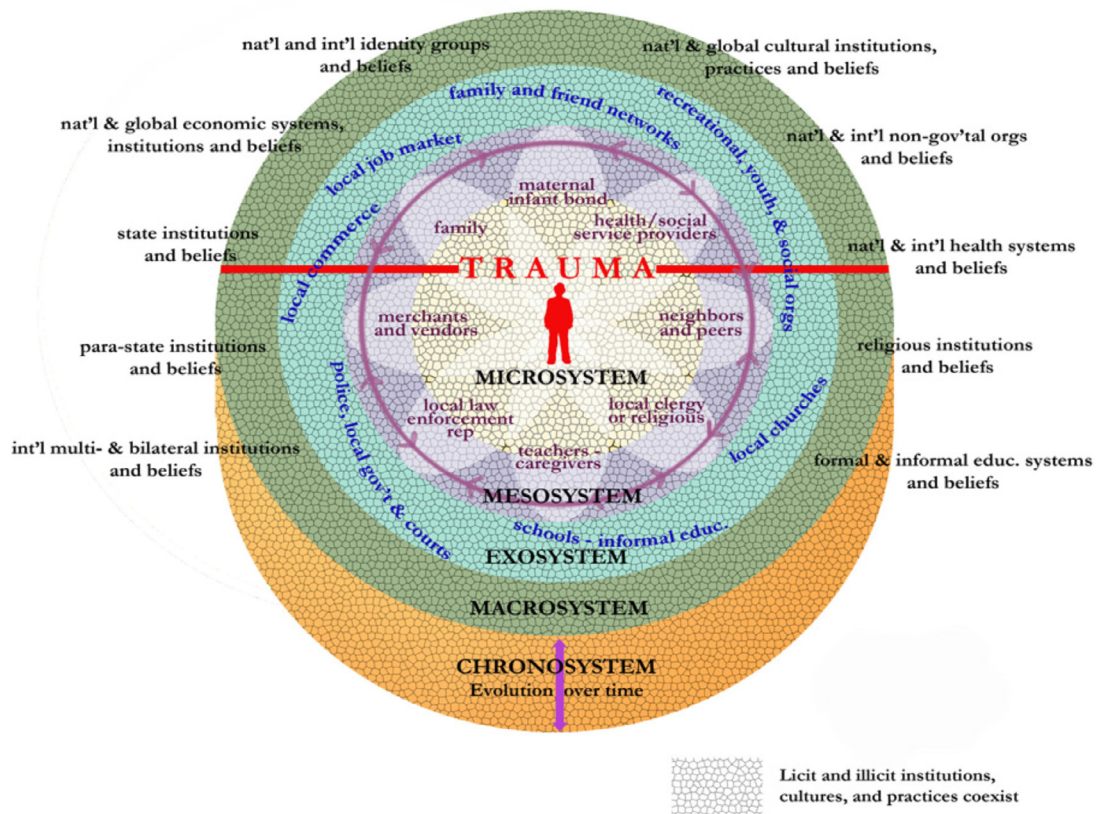 nat'l and int'l identity groups
and beliefs
nat'l & global cultural institutions,
practices and beliefs
family and friend networks
recreational, youth, & social orgs
nat'l & global economic systems,
institutions and beliefs
local job market
nat'l & int'l non-gov'tal orgs
and beliefs
maternal
infant bond
family
health/social
service providers
local commerce
state institutions
and beliefs
TRAUMA
nat'l & int'l health systems
and beliefs
merchants
and vendors
neighbors
and peers
para-state institutions
and beliefs
religious institutions
and beliefs
MICROSYSTEM
police, local gov't & courts
local law
enforcement
rep
local clergy
or religious
local churches
int'l multi- & bilateral institutions
and beliefs
teachers -
caregivers
formal & informal educ. systems
and beliefs
MESOSYSTEM
schools - informal educ.
EXOSYSTEM
MACROSYSTEM
CHRONOSYSTEM
Evolution over time
Licit and illicit institutions,
cultures, and practices coexist